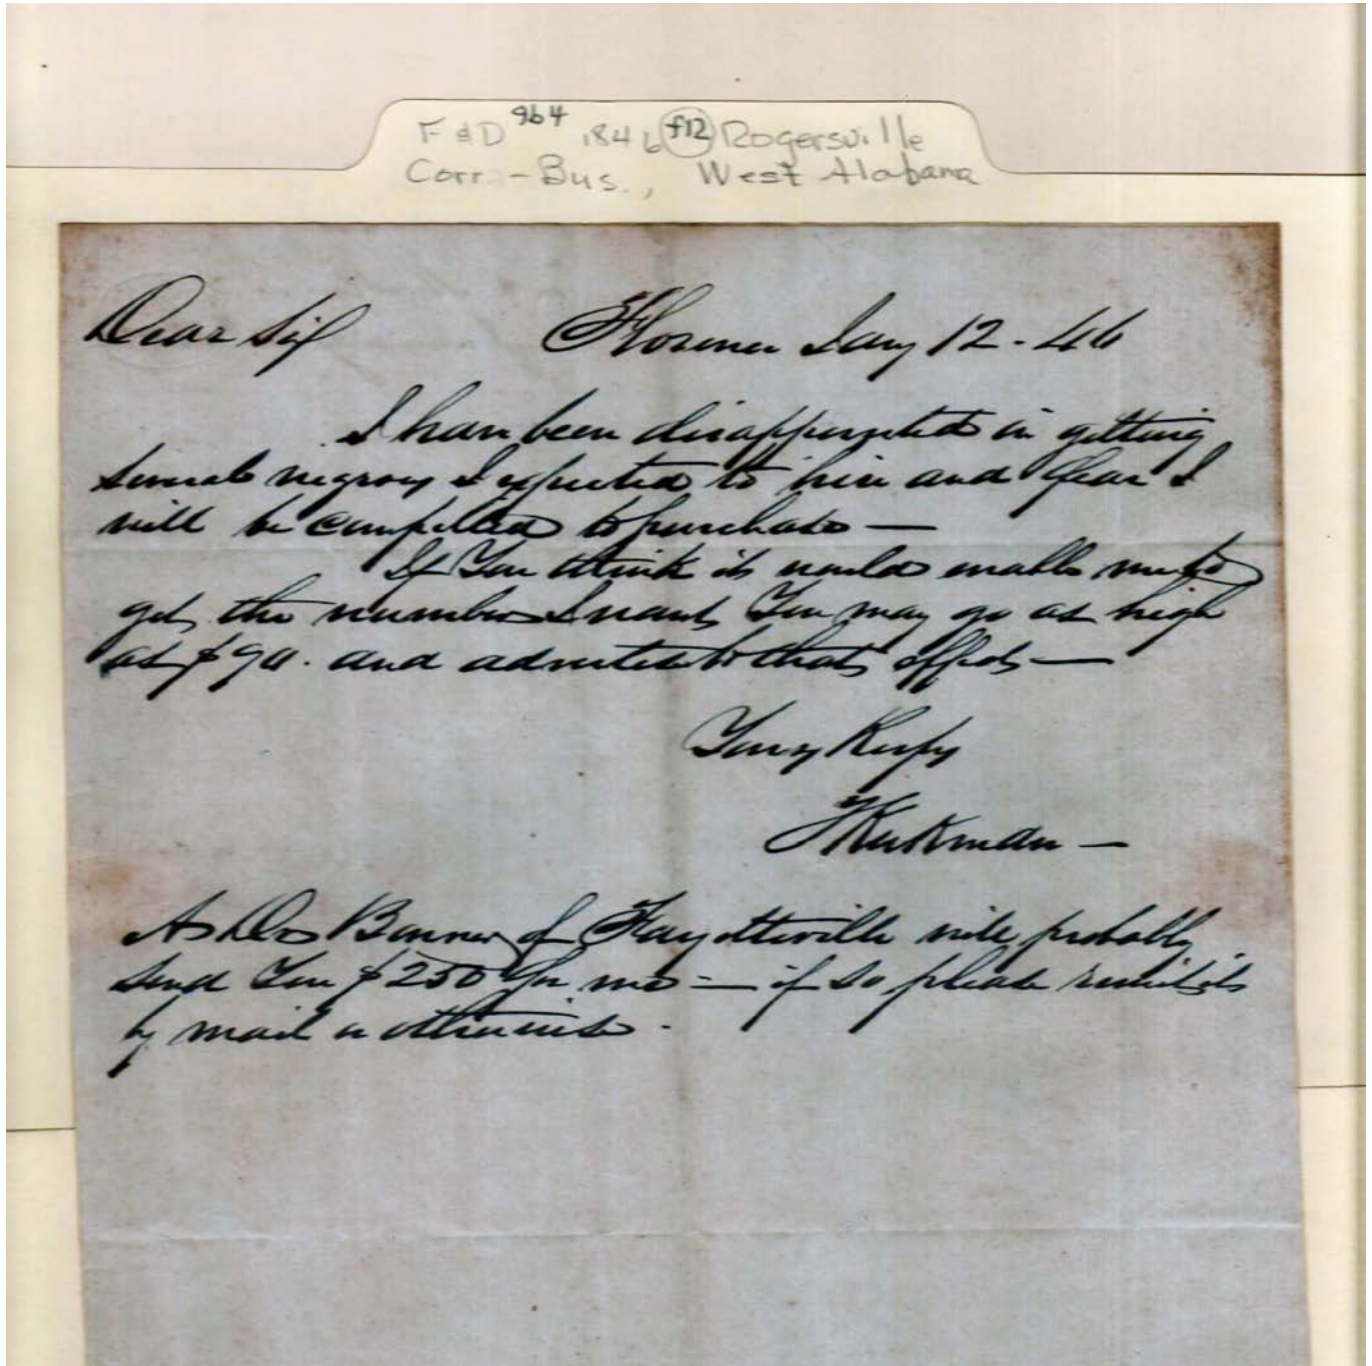 F & D 964 1846 f12 Rogersville
Corr. - Bus., West Alabama
Dear Sir Florence Jany 12 - 46
I have been disappointed in getting
several negroes I expected to hire and fear I
will be compelled to purchase —
If You think it would enable me to
get the number I want You may go as high
as $90. and advertise to that effect —
Yours Respy
J Kirkman —
Bonner of Fayetteville will probably
send You $250 for me — if so please remit it
by mail or otherwise.